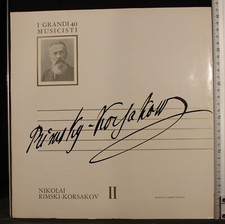 I GRANDI
MUSICISTI
Rimsky-Korsakow
NIKOLAI
RIMSKI-KORSAKOV II